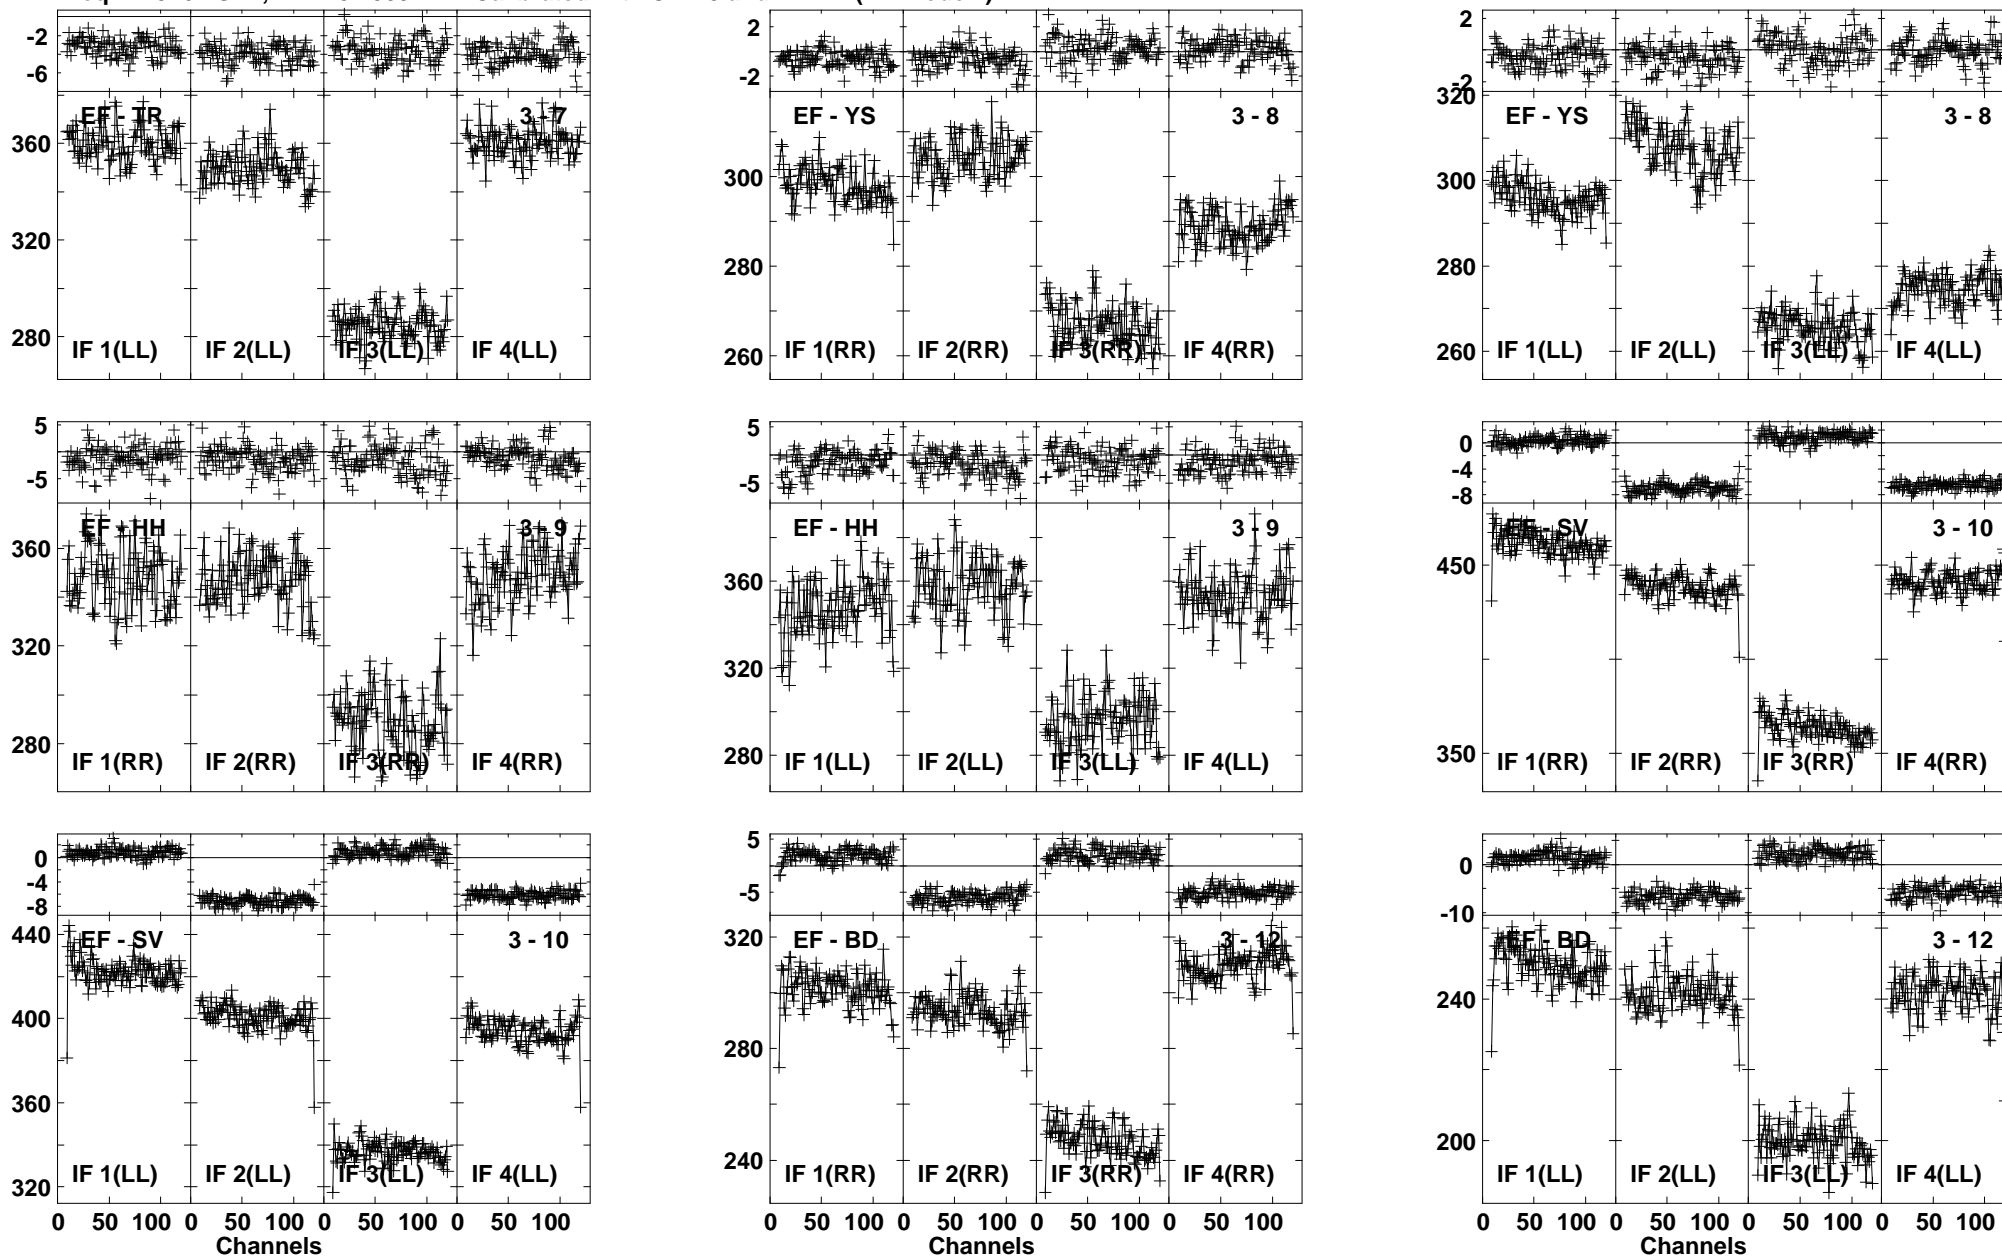 -2
-6
EF - TR 3 - 7
360
320
280
IF 1(LL) IF 2(LL) IF 3(LL) IF 4(LL)
2
-2
EF - YS 3 - 8
300
280
260
IF 1(RR) IF 2(RR) IF 3(RR) IF 4(RR)
2
-2
320
EF - YS 3 - 8
300
280
260
IF 1(LL) IF 2(LL) IF 3(LL) IF 4(LL)
5
-5
EF - HH 3 - 9
360
320
280
IF 1(RR) IF 2(RR) IF 3(RR) IF 4(RR)
5
-5
EF - HH 3 - 9
360
320
280
IF 1(LL) IF 2(LL) IF 3(LL) IF 4(LL)
0
-4
-8
EF - SV 3 - 10
450
350
IF 1(RR) IF 2(RR) IF 3(RR) IF 4(RR)
0
-4
-8
440
EF - SV 3 - 10
400
360
320
IF 1(LL) IF 2(LL) IF 3(LL) IF 4(LL)
0 50 100 0 50 100 0 50 100 0 50 100
Channels
5
-5
320
EF - BD 3 - 12
280
240
IF 1(RR) IF 2(RR) IF 3(RR) IF 4(RR)
0 50 100 0 50 100 0 50 100 0 50 100
Channels
0
-10
EF - BD 3 - 12
240
200
IF 1(LL) IF 2(LL) IF 3(LL) IF 4(LL)
0 50 100 0 50 100 0 50 100 0 50 100
Channels